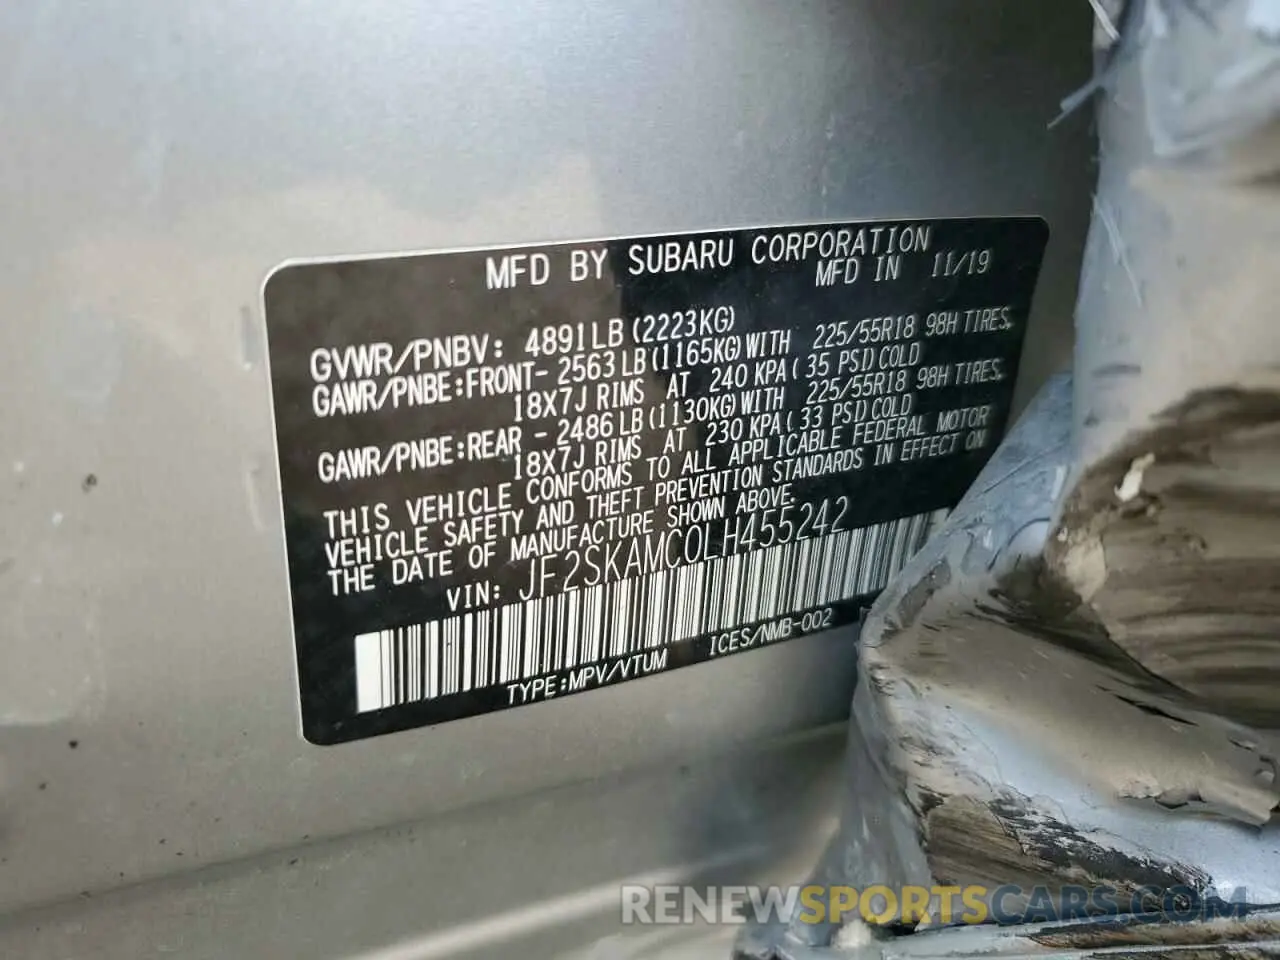 MFD BY SUBARU CORPORATION
MFD IN 11/19
GVWR/PNBV: 4891LB (2223KG)
GAWR/PNBE:FRONT- 2563LB(1165KG)WITH 225/55R18 98H TIRES,
18X7J RIMS AT 240 KPA( 35 PSI)COLD
GAWR/PNBE:REAR - 2486LB(1130KG)WITH 225/55R18 98H TIRES,
18X7J RIMS AT 230 KPA( 33 PSI)COLD
THIS VEHICLE CONFORMS TO ALL APPLICABLE FEDERAL MOTOR
VEHICLE SAFETY AND THEFT PREVENTION STANDARDS IN EFFECT ON
THE DATE OF MANUFACTURE SHOWN ABOVE.
VIN: JF2SKAMC0LH455242
TYPE:MPV/VTUM ICES/NMB-002
RENEWSPORTSCARS.COM